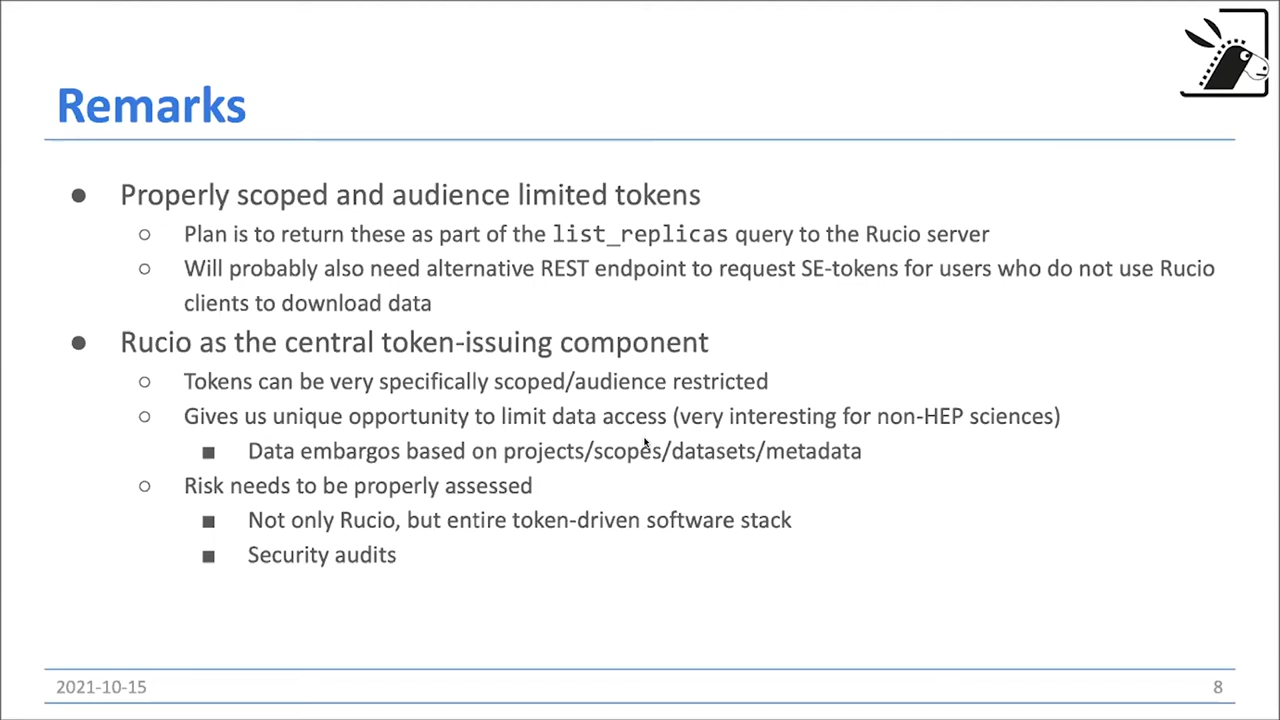 Remarks
● Properly scoped and audience limited tokens
○ Plan is to return these as part of the list_replicas query to the Rucio server
○ Will probably also need alternative REST endpoint to request SE-tokens for users who do not use Rucio
clients to download data
● Rucio as the central token-issuing component
○ Tokens can be very specifically scoped/audience restricted
○ Gives us unique opportunity to limit data access (very interesting for non-HEP sciences)
■ Data embargos based on projects/scopes/datasets/metadata
○ Risk needs to be properly assessed
■ Not only Rucio, but entire token-driven software stack
■ Security audits
2021-10-15
8